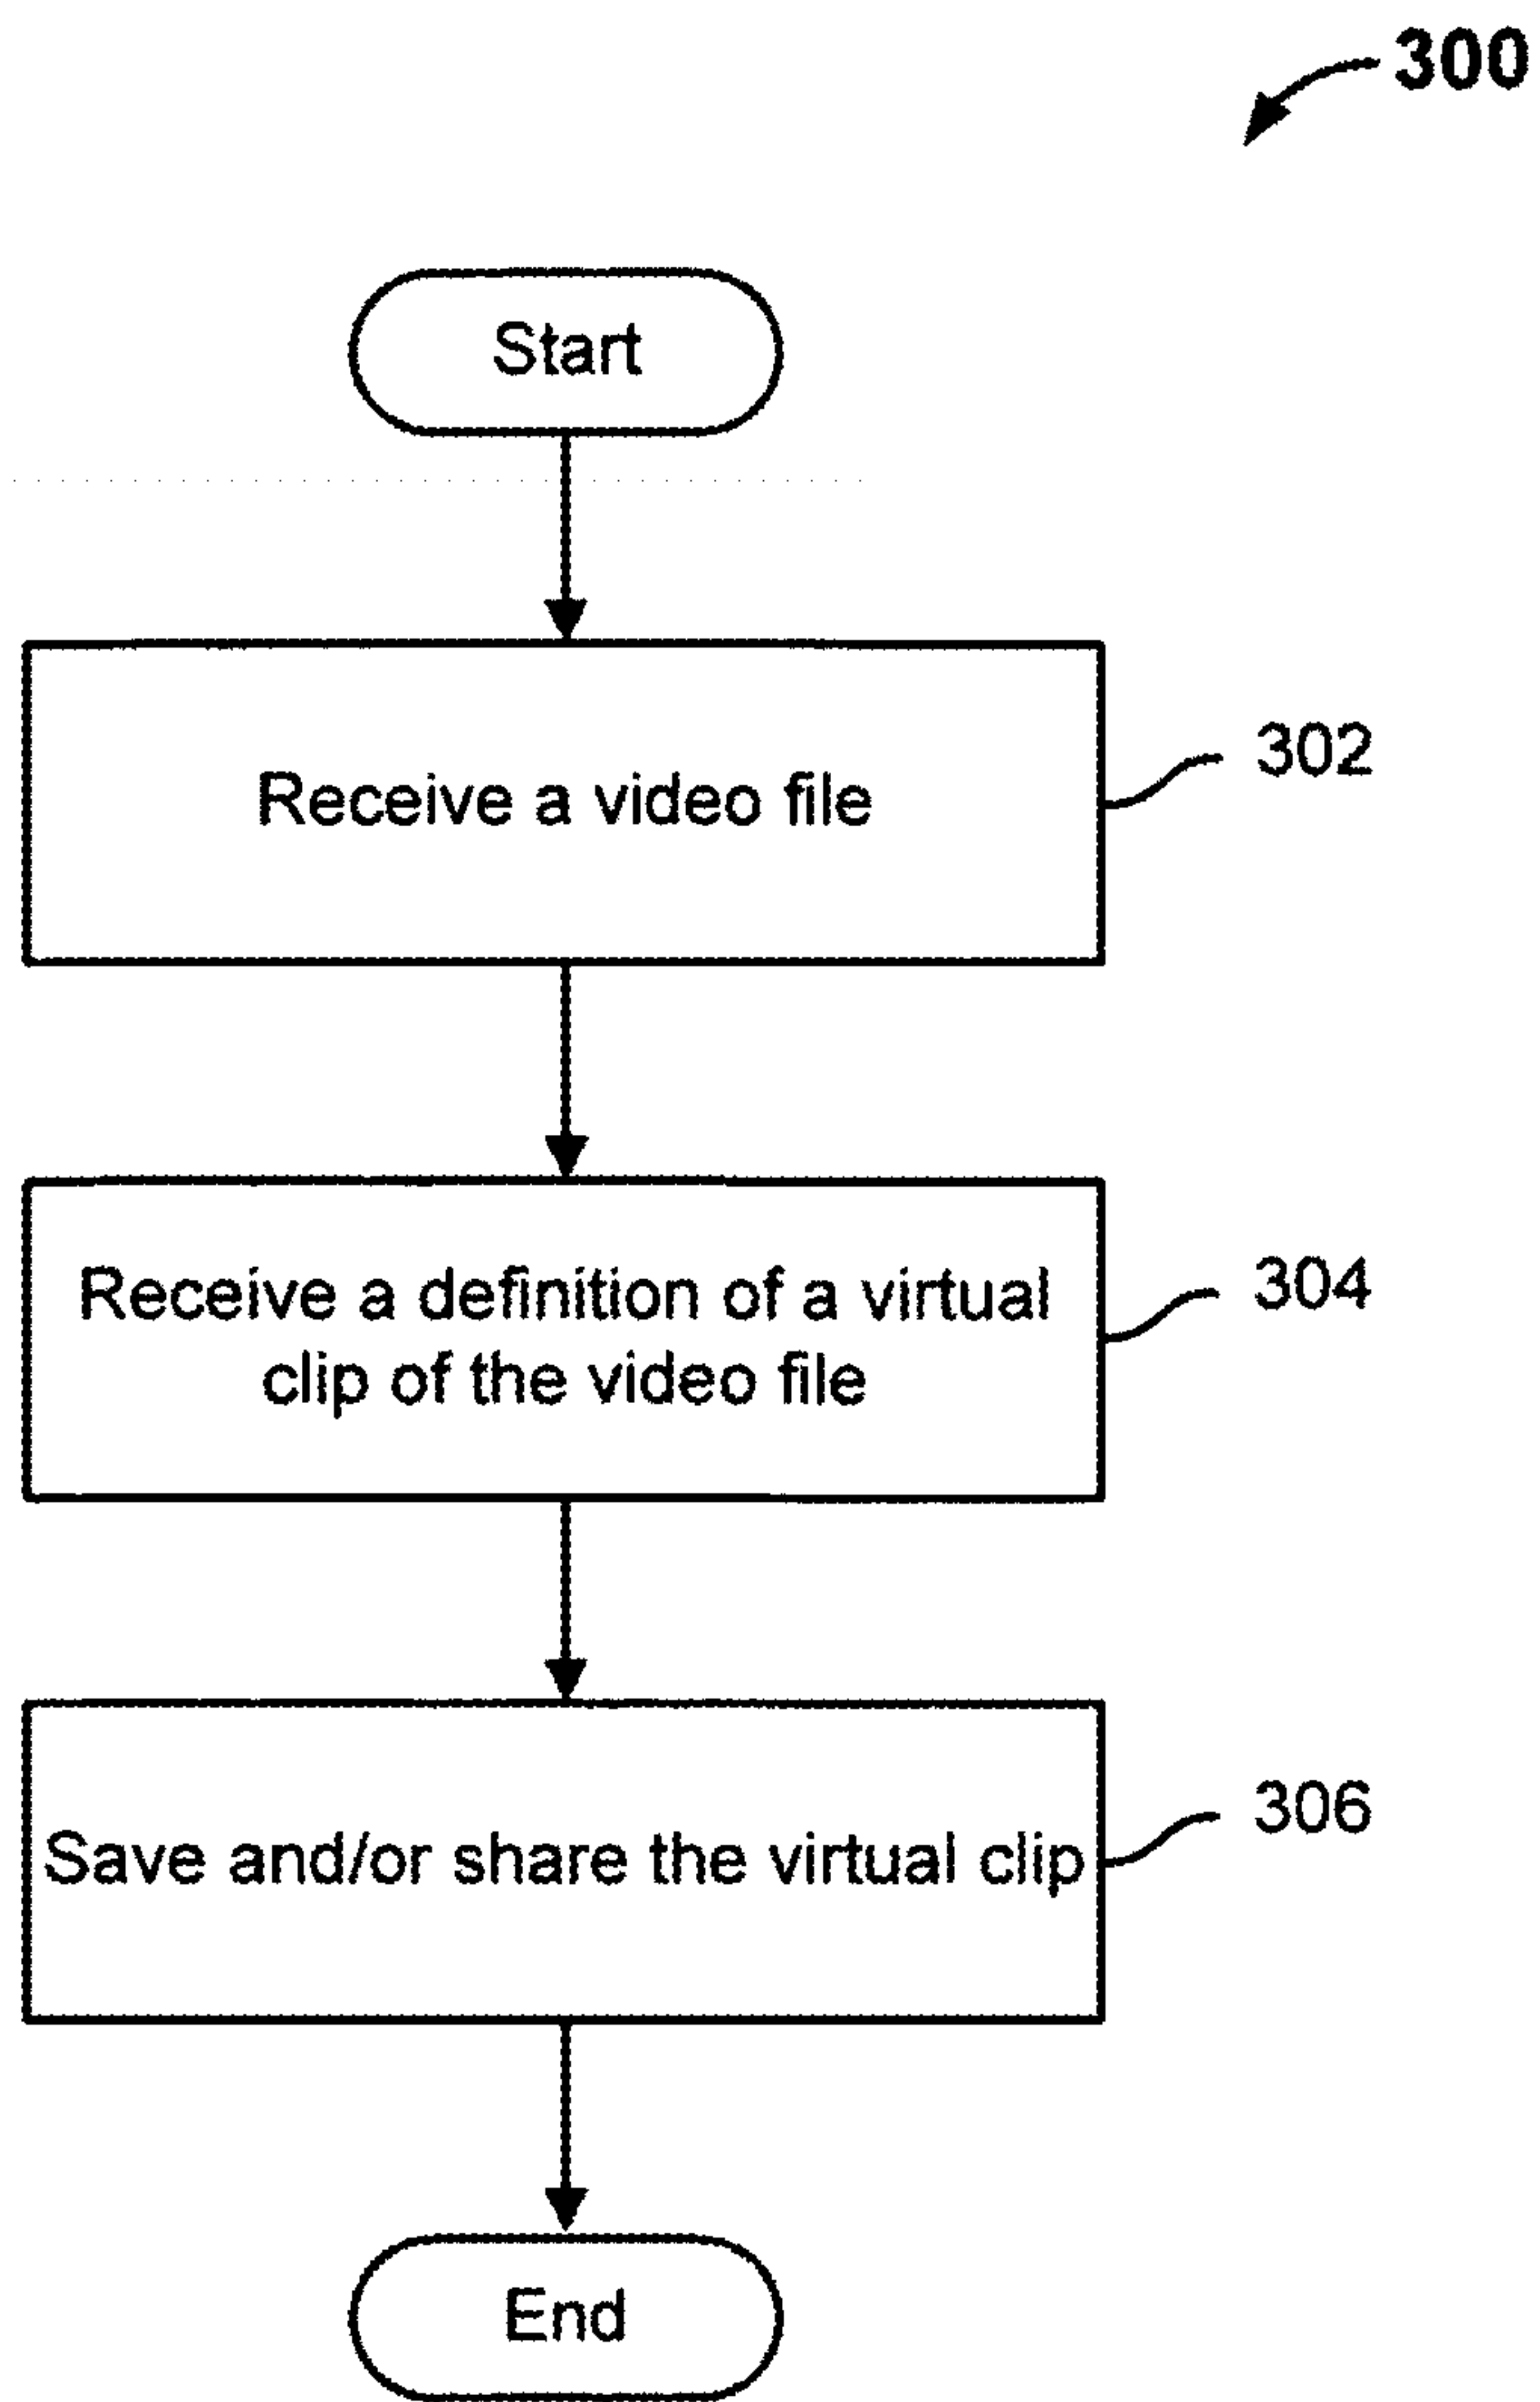 300
Start
Receive a video file
302
Receive a definition of a virtual
clip of the video file
304
Save and/or share the virtual clip
306
End